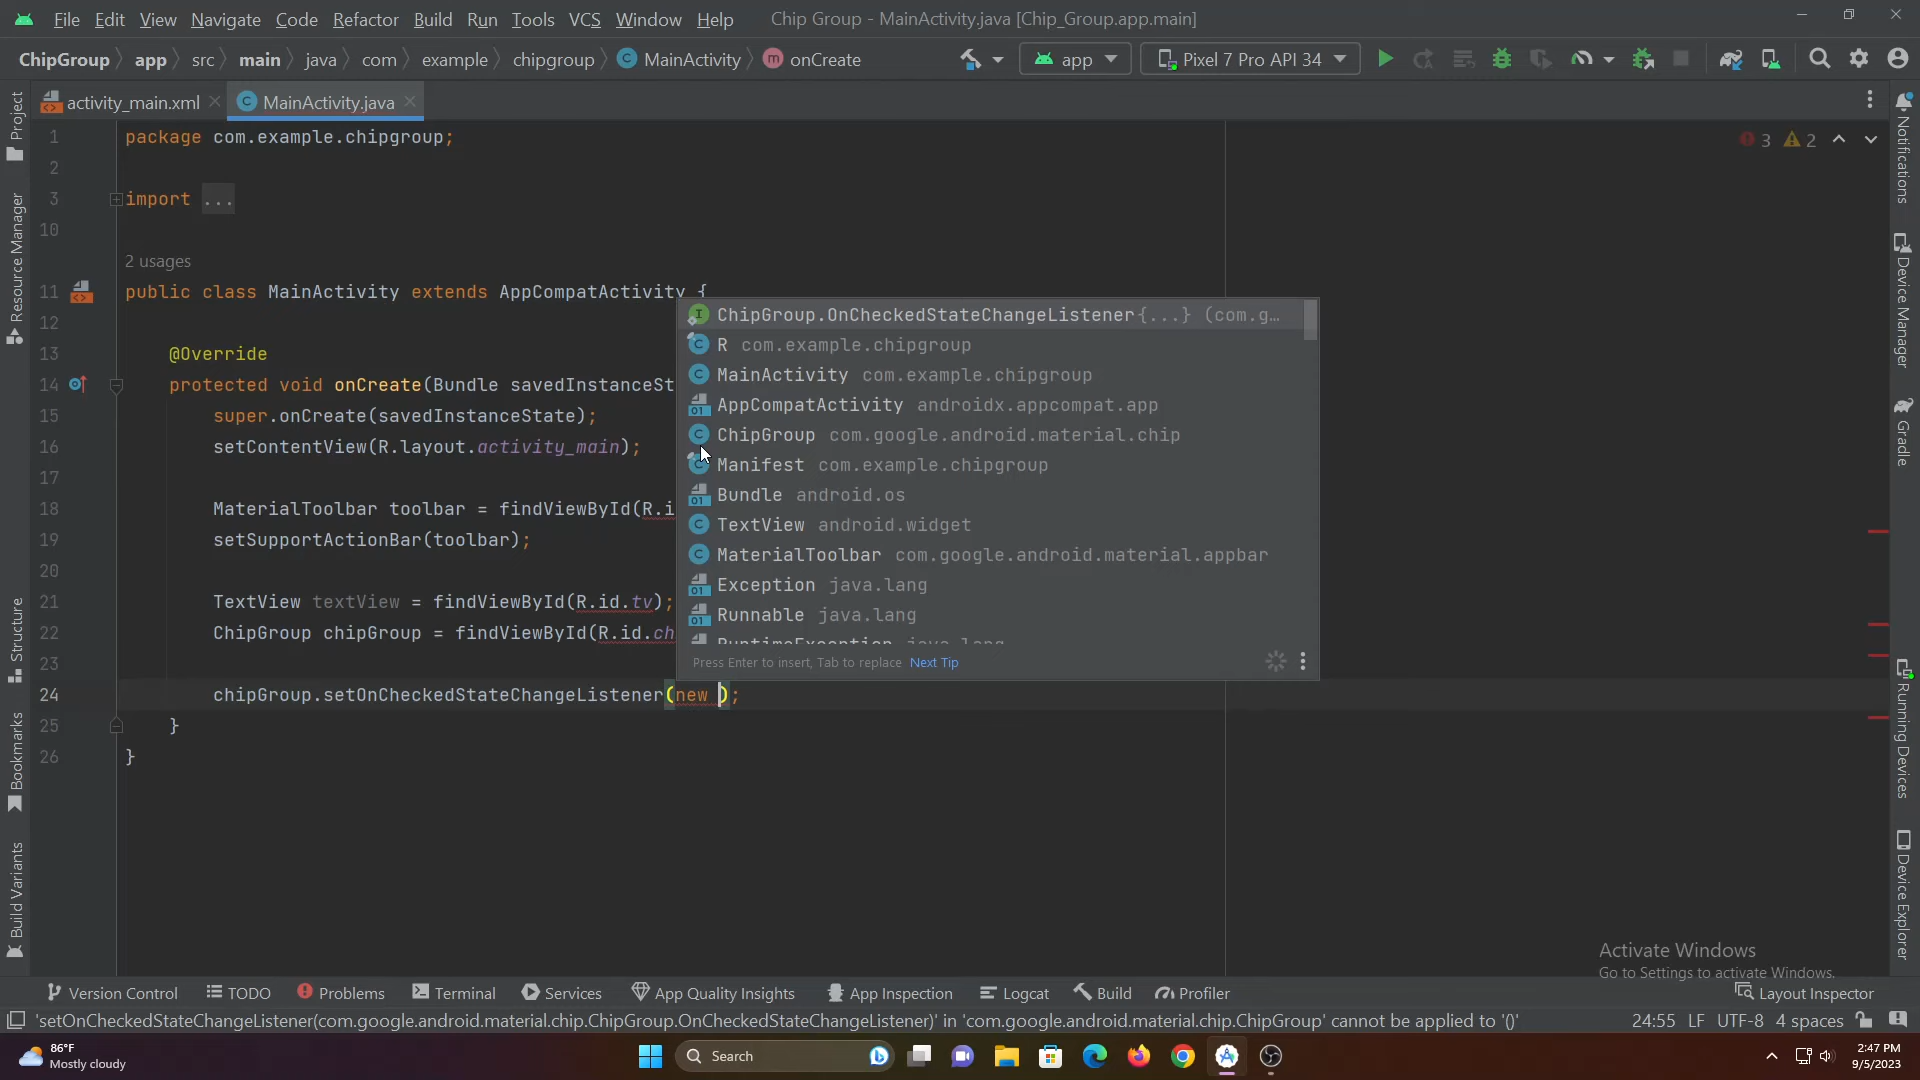 File Edit View Navigate Code Refactor Build Run Tools VCS Window Help Chip Group - MainActivity.java [Chip_Group.app.main]
ChipGroup app src main java com example chipgroup MainActivity onCreate app Pixel 7 Pro API 34
activity_main.xml MainActivity.java
1 package com.example.chipgroup; 3 2
2
3 import ...
10
2 usages
11 public class MainActivity extends AppCompatActivity {
12
13 @Override
14 protected void onCreate(Bundle savedInstanceSt
15 super.onCreate(savedInstanceState);
16 setContentView(R.layout.activity_main);
17
18 MaterialToolbar toolbar = findViewById(R.i
19 setSupportActionBar(toolbar);
20
21 TextView textView = findViewById(R.id.tv);
22 ChipGroup chipGroup = findViewById(R.id.ch
23
24 chipGroup.setOnCheckedStateChangeListener(new );
25 }
26 }
ChipGroup.OnCheckedStateChangeListener{...} (com.g...
R com.example.chipgroup
MainActivity com.example.chipgroup
AppCompatActivity androidx.appcompat.app
ChipGroup com.google.android.material.chip
Manifest com.example.chipgroup
Bundle android.os
TextView android.widget
MaterialToolbar com.google.android.material.appbar
Exception java.lang
Runnable java.lang
RuntimeException java.lang
Press Enter to insert, Tab to replace Next Tip
Project
Resource Manager
Structure
Bookmarks
Build Variants
Notifications
Device Manager
Gradle
Running Devices
Device Explorer
Activate Windows
Go to Settings to activate Windows.
Version Control TODO Problems Terminal Services App Quality Insights App Inspection Logcat Build Profiler Layout Inspector
'setOnCheckedStateChangeListener(com.google.android.material.chip.ChipGroup.OnCheckedStateChangeListener)' in 'com.google.android.material.chip.ChipGroup' cannot be applied to '()' 24:55 LF UTF-8 4 spaces
86°F
Mostly cloudy
Search
2:47 PM
9/5/2023